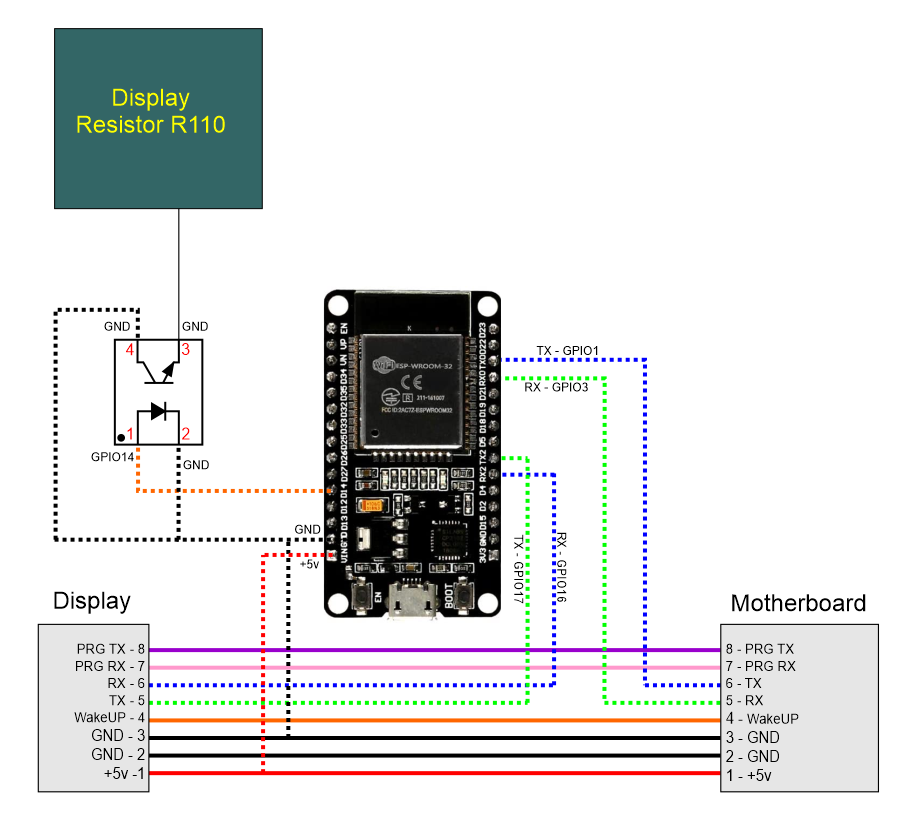 Display
Resistor R110
GND
GND
4
3
1
2
GPIO14
GND
GND
+5v
EN
VP
VN
D34
D35
D32
D33
D25
D26
D27
D14
D12
D13
GND
VIN
D23
D22
TX0
RX0
D21
D19
D18
D5
TX2
RX2
D4
D2
D15
GND
3V3
WiFi
ESP-WROOM-32
CE
R
211-161007
FCC ID:2AC7Z-ESPWROOM32
EN
BOOT
TX - GPIO1
RX - GPIO3
TX - GPIO17
RX - GPIO16
Display
PRG TX - 8
PRG RX - 7
RX - 6
TX - 5
WakeUP - 4
GND - 3
GND - 2
+5v -1
Motherboard
8 - PRG TX
7 - PRG RX
6 - TX
5 - RX
4 - WakeUP
3 - GND
2 - GND
1 - +5v